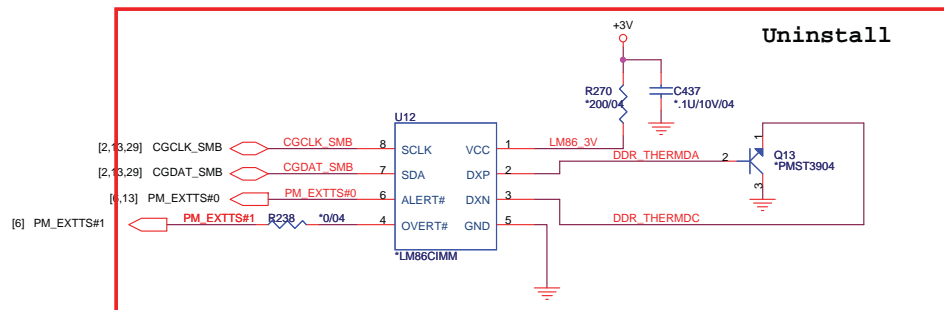 +3V
Uninstall
R270
*200/04
C437
*.1U/10V/04
U12
[2,13,29] CGCLK_SMB
CGCLK_SMB
8 SCLK
VCC 1
LM86_3V
[2,13,29] CGDAT_SMB
CGDAT_SMB
7 SDA
DXP 2
DDR_THERMDA
2
1
3
Q13
*PMST3904
[6,13] PM_EXTTS#0
PM_EXTTS#0
6 ALERT#
DXN 3
[6] PM_EXTTS#1
PM_EXTTS#1
R238
*0/04
4 OVERT#
GND 5
DDR_THERMDC
*LM86CIMM